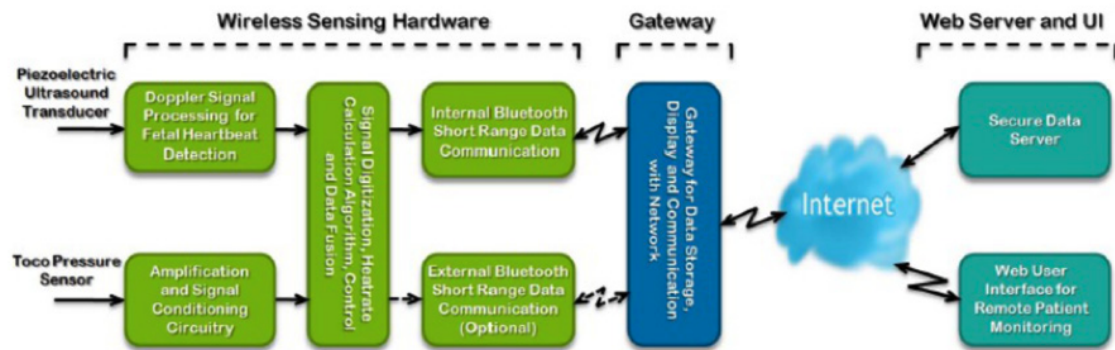 Wireless Sensing Hardware
Gateway
Web Server and UI
Piezoelectric
Ultrasound
Transducer
Doppler Signal
Processing for
Fetal Heartbeat
Detection
Signal Digitization, Heatrate
Calculation Algorithm, Control
and Data Fusion
Internal Bluetooth
Short Range Data
Communication
Gateway for Data Storage,
Display and Communication
with Network
Internet
Secure Data
Server
Toco Pressure
Sensor
Amplification
and Signal
Conditioning
Circuitry
External Bluetooth
Short Range Data
Communication
(Optional)
Web User
Interface for
Remote Patient
Monitoring